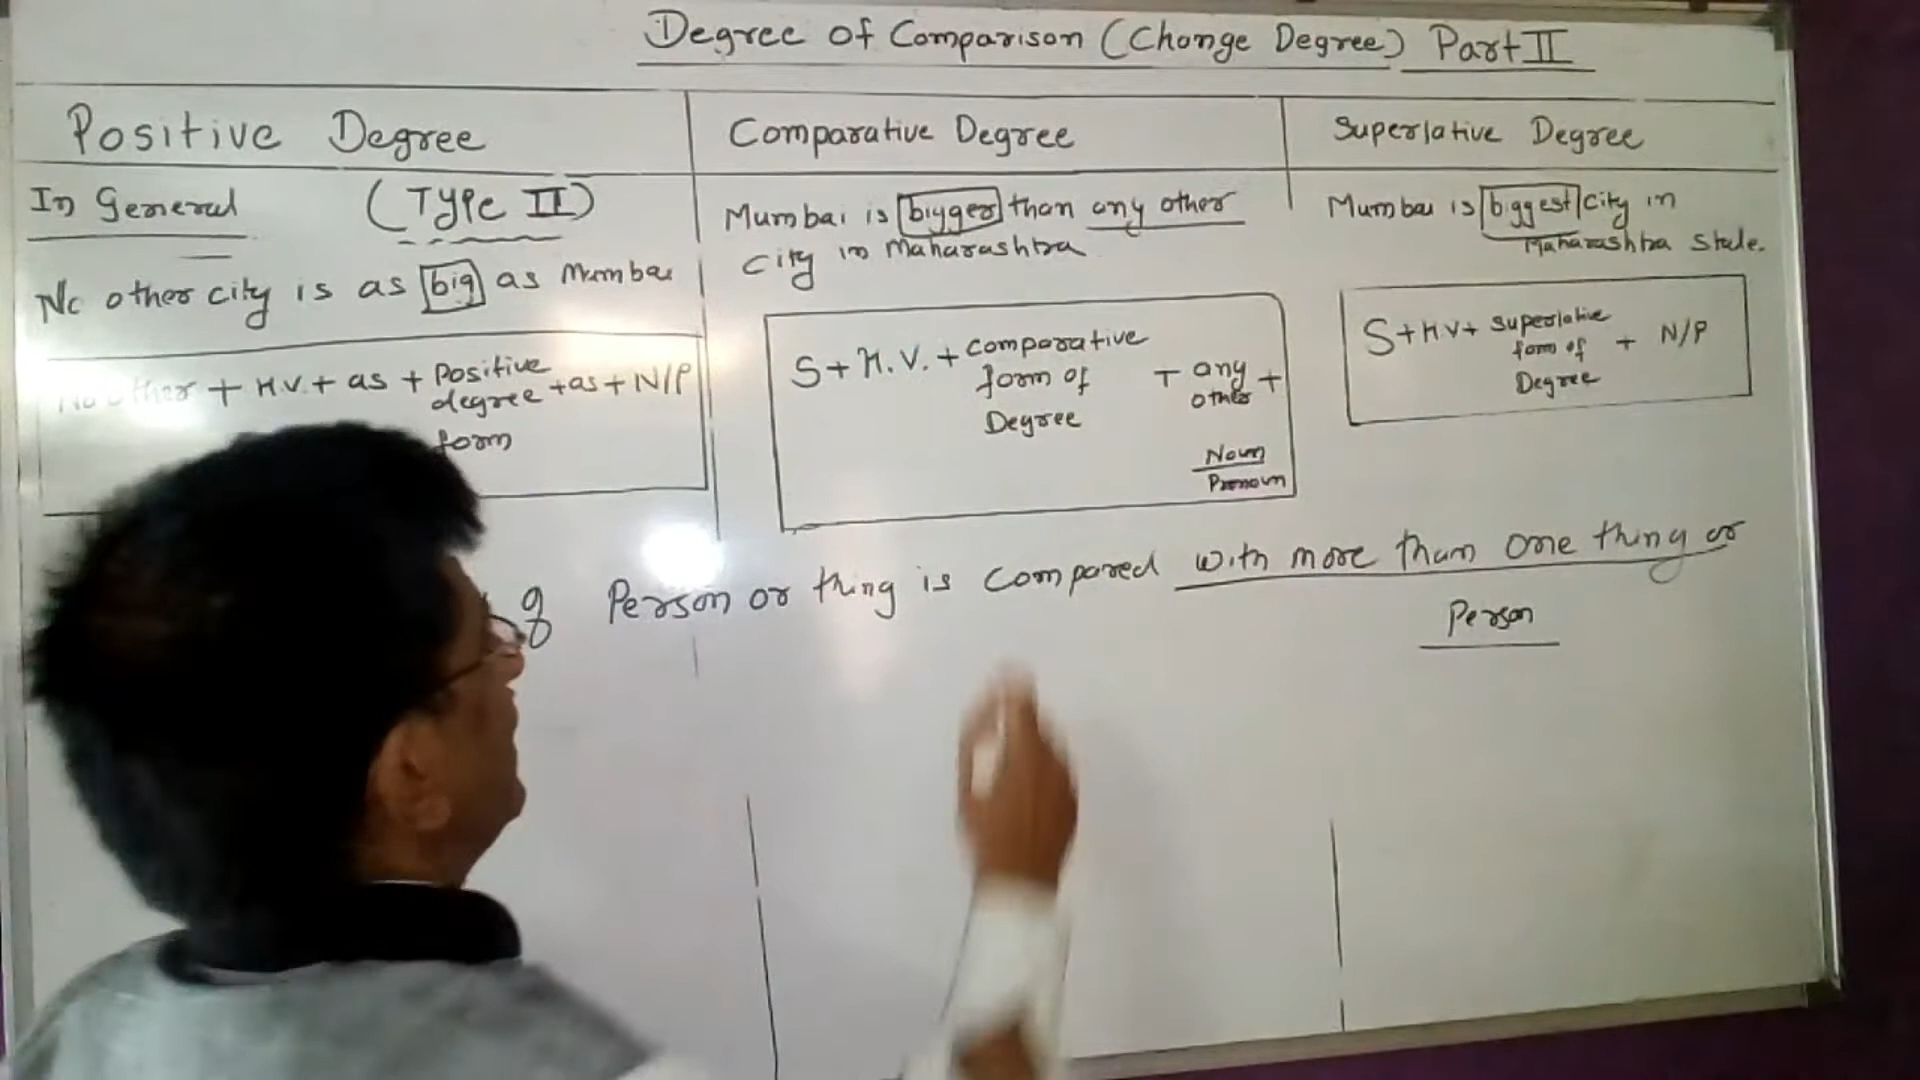 Degree of Comparison (Change Degree) Part II
Positive Degree
Comparative Degree
Superlative Degree
In General (Type II)
No other city is as big as Mumbai
No other + H.V. + as + Positive degree form + as + N/P
Mumbai is bigger than any other
city in Maharashtra
S + H.V. + comparative form of Degree + any other +
Noun
Pronoun
Mumbai is biggest city in
Maharashtra State.
S + H.V + Superlative form of Degree + N/P
Person or thing is compared with more than one thing or
Person